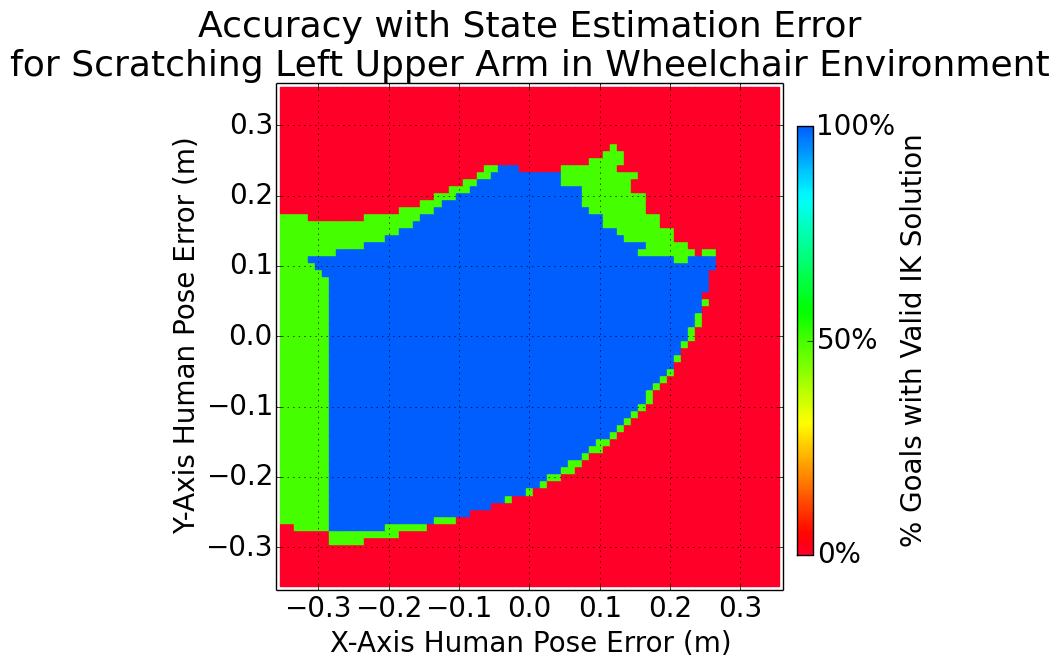 Accuracy with State Estimation Error
for Scratching Left Upper Arm in Wheelchair Environment
Y-Axis Human Pose Error (m)
0.3
0.2
0.1
0.0
−0.1
−0.2
−0.3
−0.3 −0.2 −0.1 0.0 0.1 0.2 0.3
X-Axis Human Pose Error (m)
100%
50%
0%
% Goals with Valid IK Solution